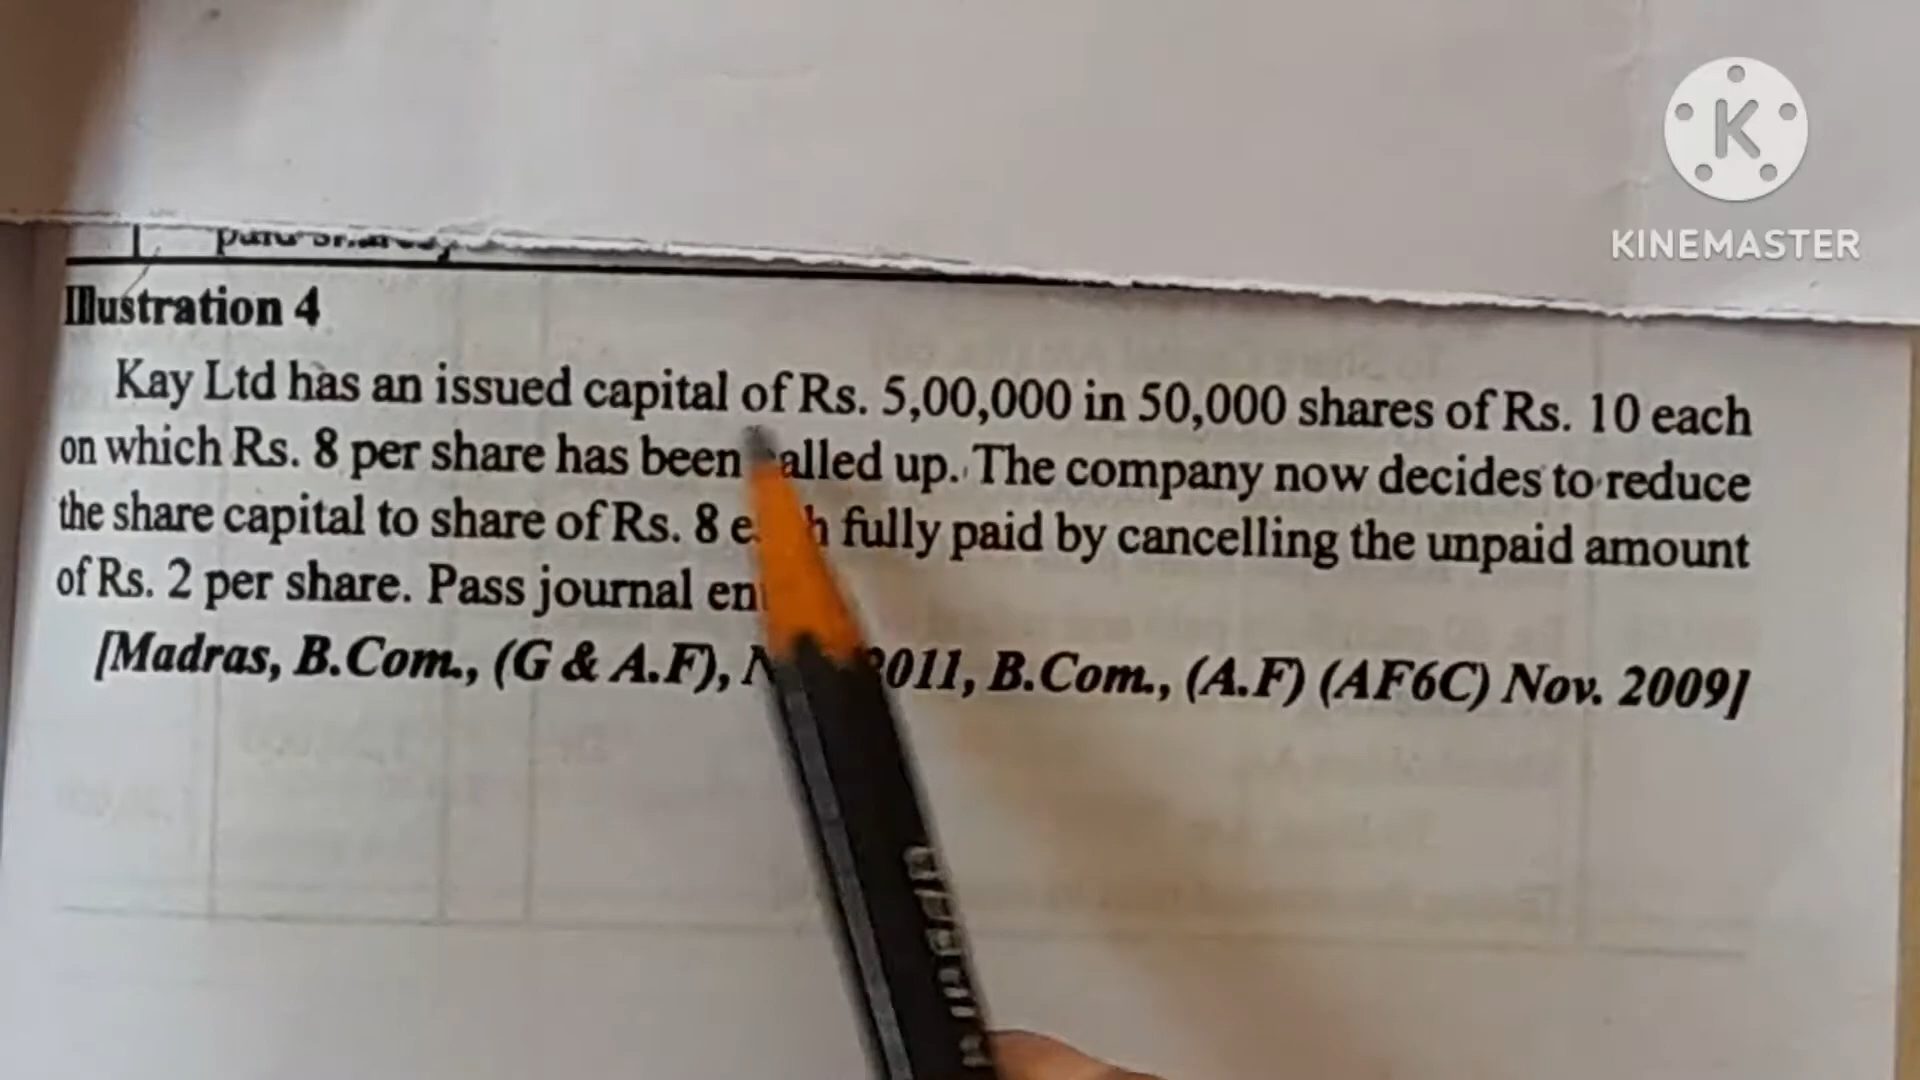 K
KINEMASTER
Illustration 4
Kay Ltd has an issued capital of Rs. 5,00,000 in 50,000 shares of Rs. 10 each
on which Rs. 8 per share has been called up. The company now decides to reduce
the share capital to share of Rs. 8 each fully paid by cancelling the unpaid amount
of Rs. 2 per share. Pass journal
[Madras, B.Com., (G & A.F), 2011, B.Com., (A.F) (AF6C) Nov. 2009]